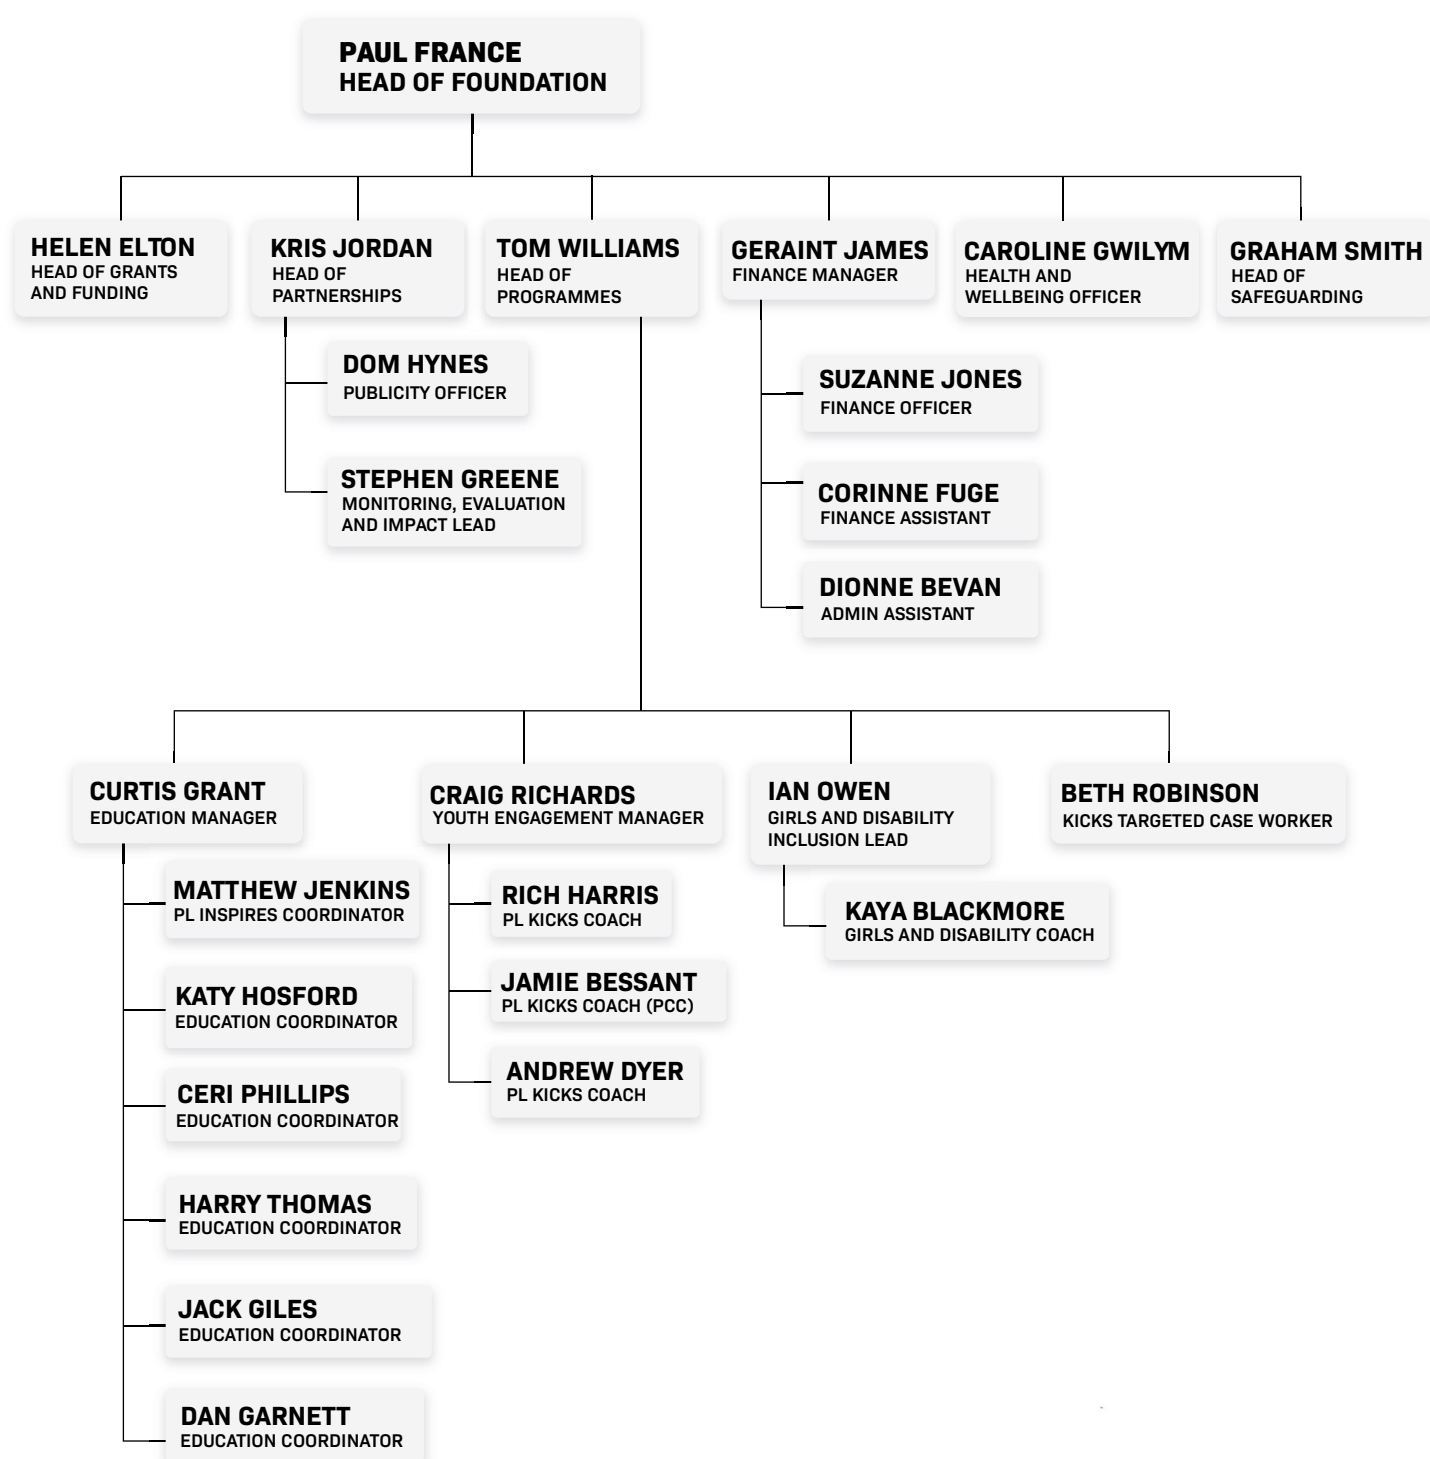 PAUL FRANCE
HEAD OF FOUNDATION
HELEN ELTON
HEAD OF GRANTS
AND FUNDING
KRIS JORDAN
HEAD OF
PARTNERSHIPS
TOM WILLIAMS
HEAD OF
PROGRAMMES
GERAINT JAMES
FINANCE MANAGER
CAROLINE GWILYM
HEALTH AND
WELLBEING OFFICER
GRAHAM SMITH
HEAD OF
SAFEGUARDING
DOM HYNES
PUBLICITY OFFICER
STEPHEN GREENE
MONITORING, EVALUATION
AND IMPACT LEAD
SUZANNE JONES
FINANCE OFFICER
CORINNE FUGE
FINANCE ASSISTANT
DIONNE BEVAN
ADMIN ASSISTANT
CURTIS GRANT
EDUCATION MANAGER
MATTHEW JENKINS
PL INSPIRES COORDINATOR
KATY HOSFORD
EDUCATION COORDINATOR
CERI PHILLIPS
EDUCATION COORDINATOR
HARRY THOMAS
EDUCATION COORDINATOR
JACK GILES
EDUCATION COORDINATOR
DAN GARNETT
EDUCATION COORDINATOR
CRAIG RICHARDS
YOUTH ENGAGEMENT MANAGER
RICH HARRIS
PL KICKS COACH
JAMIE BESSANT
PL KICKS COACH (PCC)
ANDREW DYER
PL KICKS COACH
IAN OWEN
GIRLS AND DISABILITY
INCLUSION LEAD
KAYA BLACKMORE
GIRLS AND DISABILITY COACH
BETH ROBINSON
KICKS TARGETED CASE WORKER